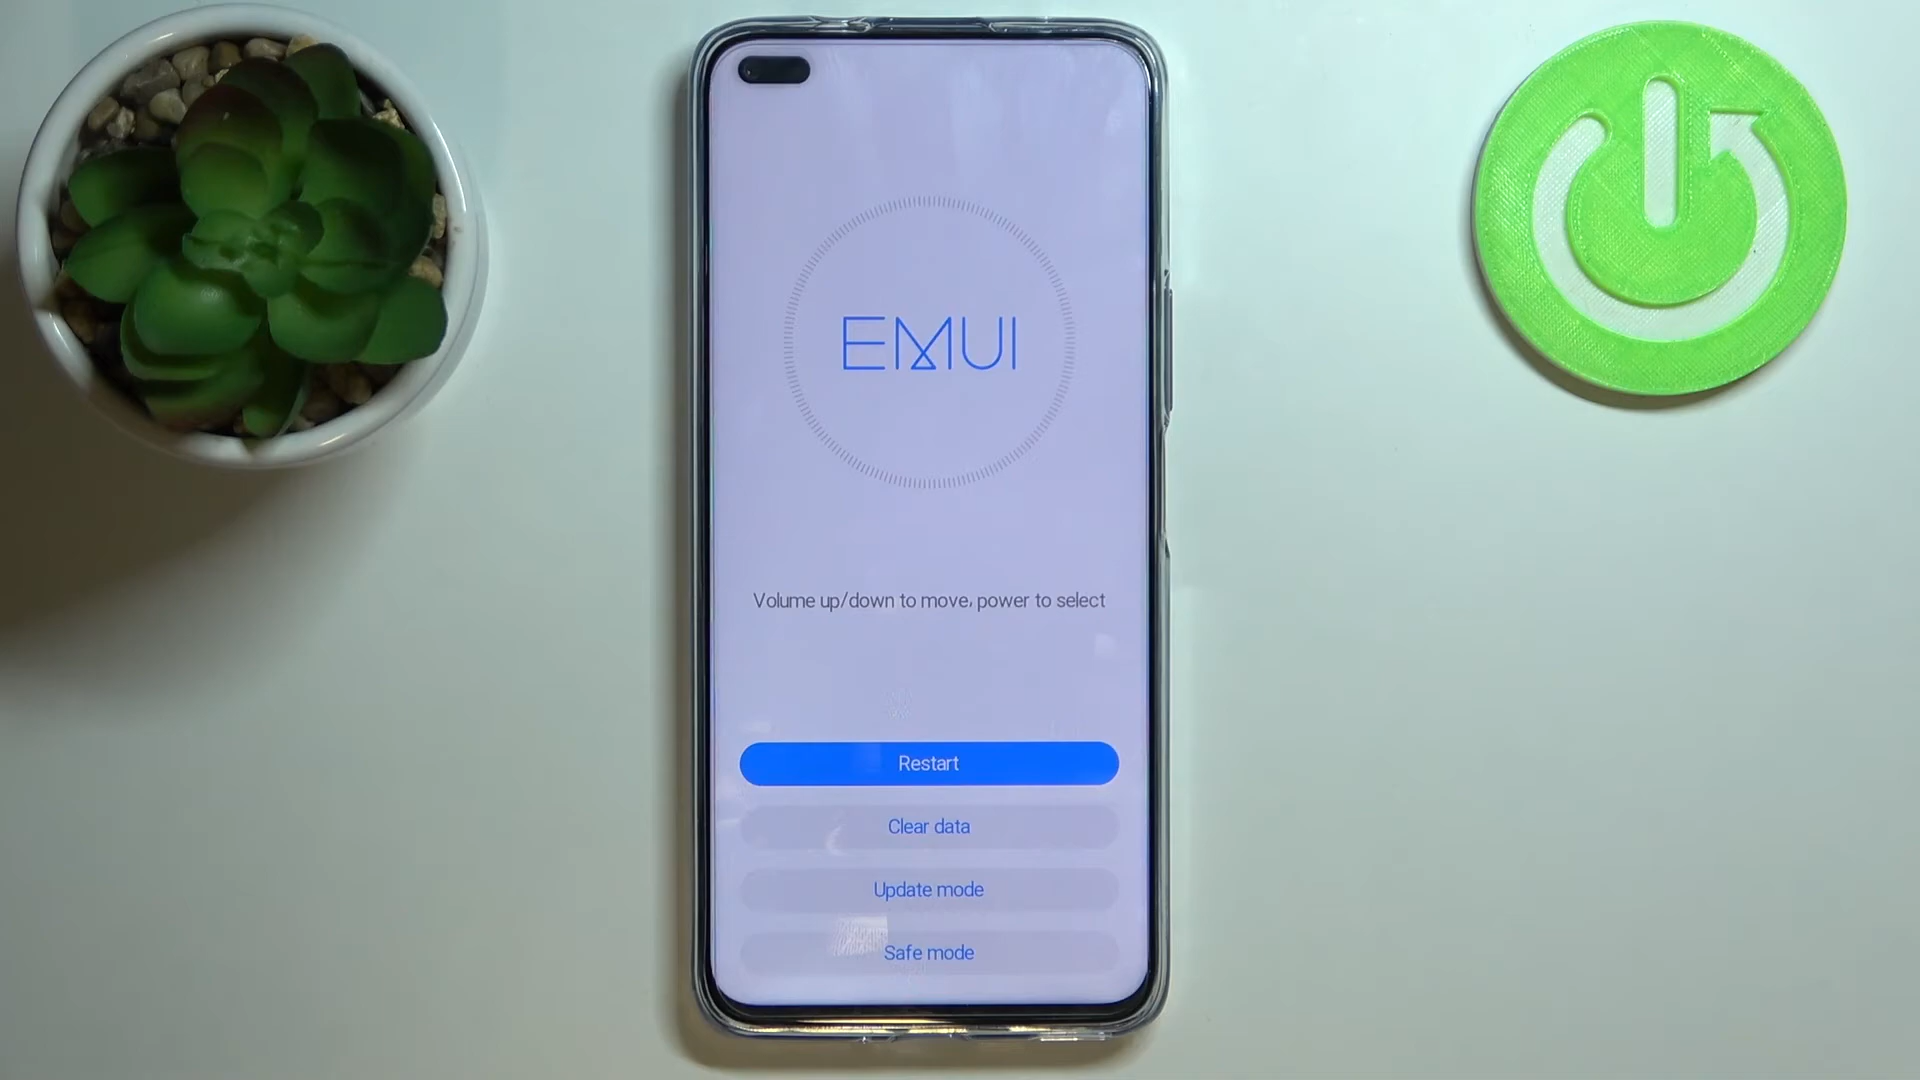 EMUI
Volume up/down to move, power to select
Restart
Clear data
Update mode
Safe mode